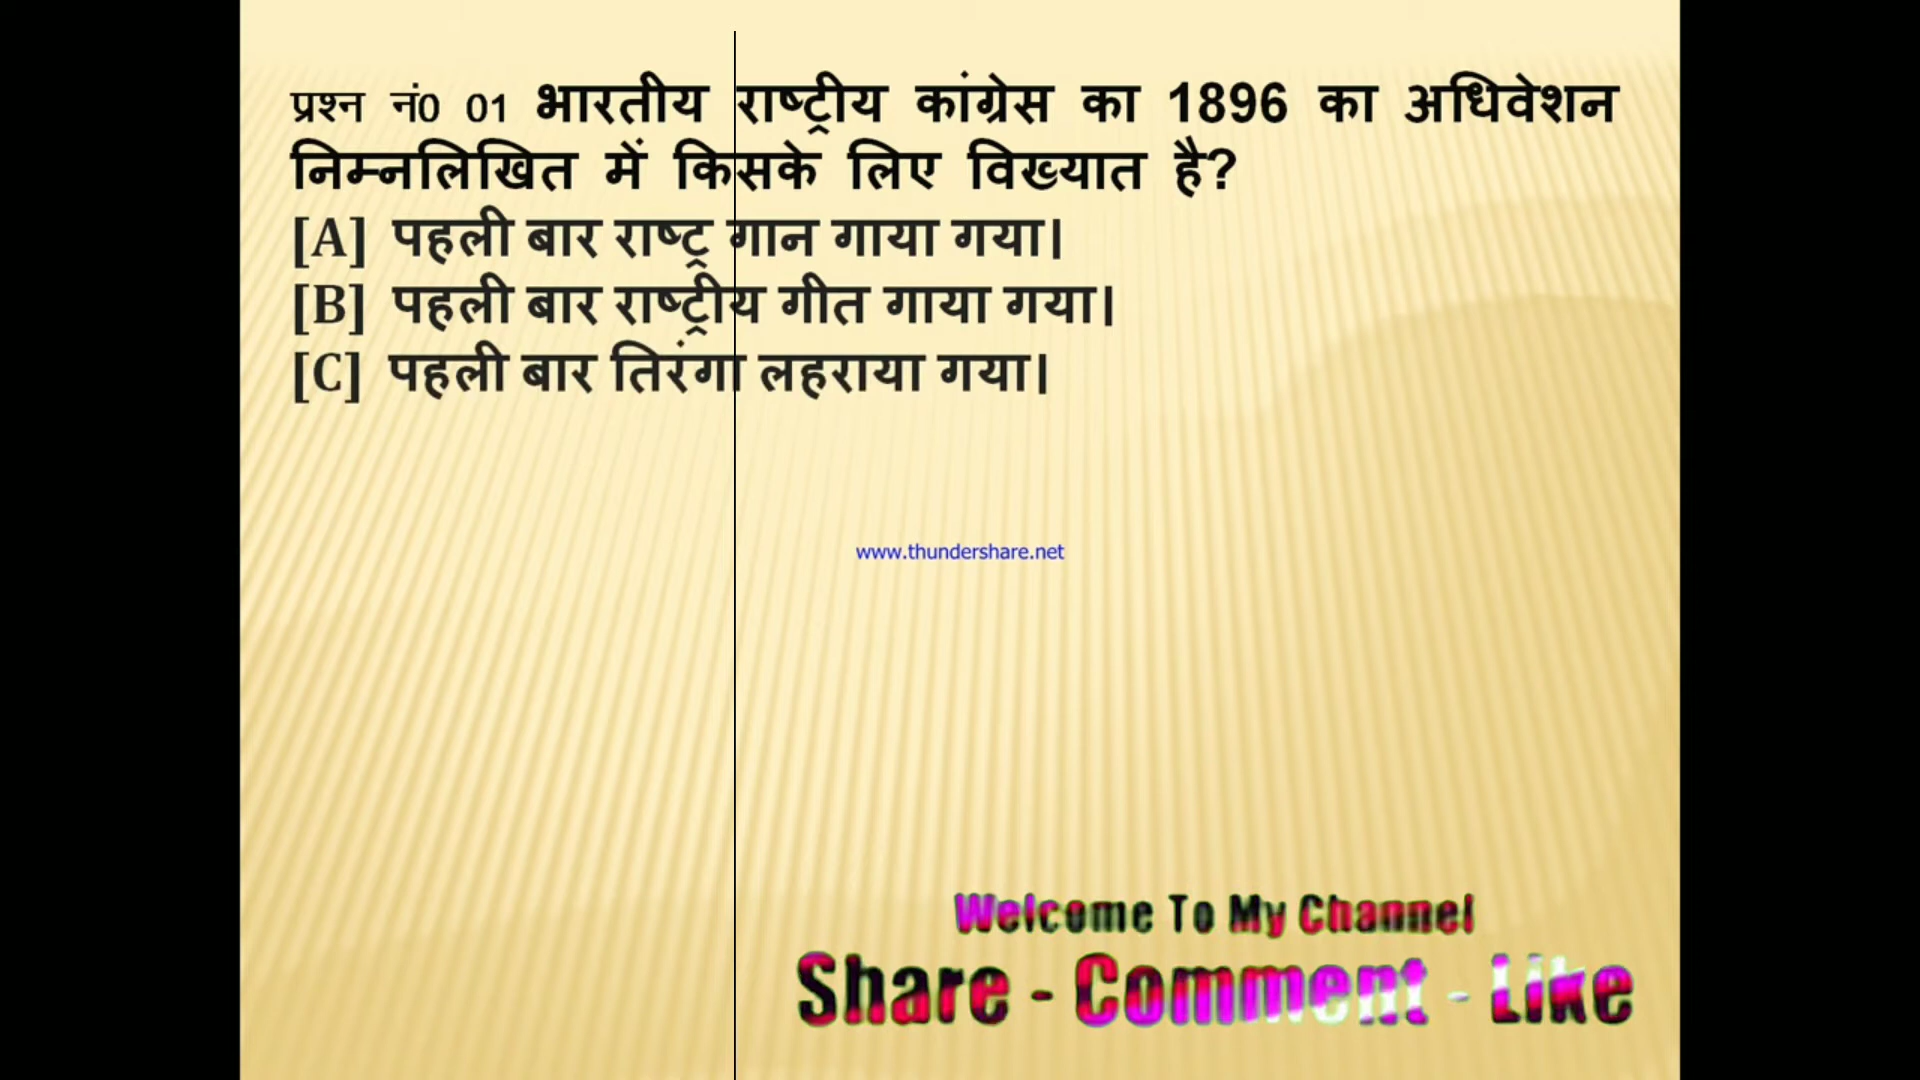 प्रश्न नं0 01 भारतीय राष्ट्रीय कांग्रेस का 1896 का अधिवेशन
निम्नलिखित में किसके लिए विख्यात है?
[A] पहली बार राष्ट्र गान गाया गया।
[B] पहली बार राष्ट्रीय गीत गाया गया।
[C] पहली बार तिरंगा लहराया गया।
www.thundershare.net
Welcome To My Channel
Share - Comment - Like